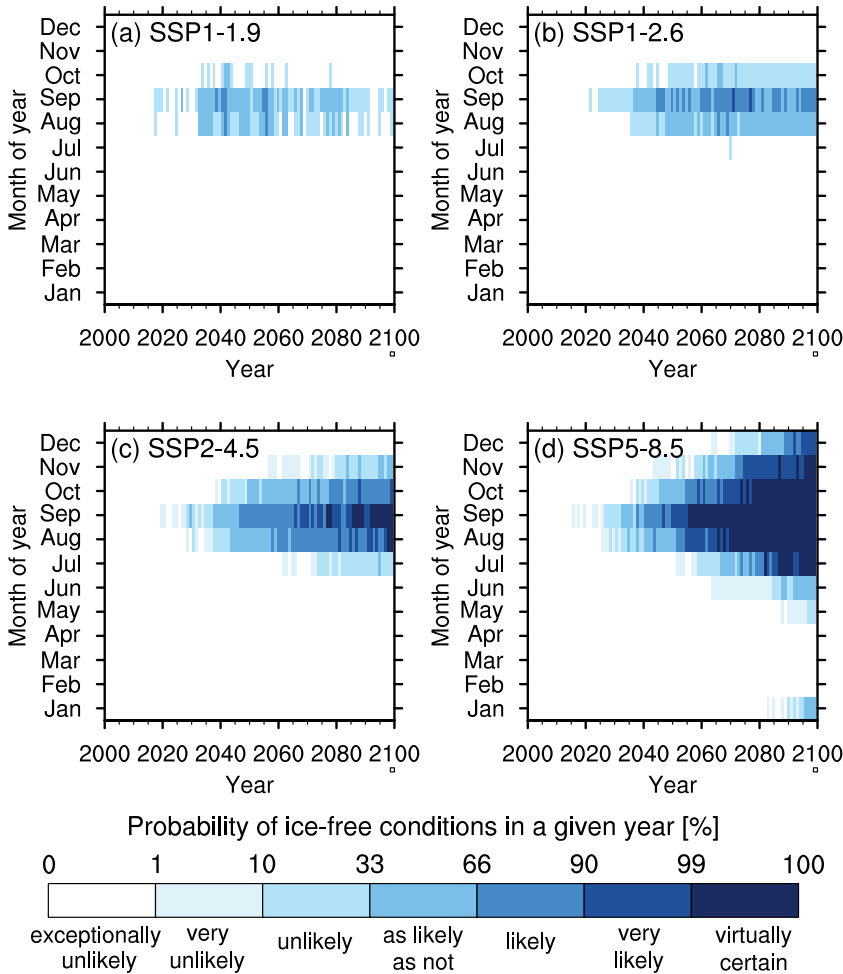 (a) SSP1-1.9
Dec
Nov
Oct
Sep
Aug
Jul
Jun
May
Apr
Mar
Feb
Jan
Month of year
2000 2020 2040 2060 2080 2100
Year
(b) SSP1-2.6
Dec
Nov
Oct
Sep
Aug
Jul
Jun
May
Apr
Mar
Feb
Jan
Month of year
2000 2020 2040 2060 2080 2100
Year
(c) SSP2-4.5
Dec
Nov
Oct
Sep
Aug
Jul
Jun
May
Apr
Mar
Feb
Jan
Month of year
2000 2020 2040 2060 2080 2100
Year
(d) SSP5-8.5
Dec
Nov
Oct
Sep
Aug
Jul
Jun
May
Apr
Mar
Feb
Jan
Month of year
2000 2020 2040 2060 2080 2100
Year
Probability of ice-free conditions in a given year [%]
0 1 10 33 66 90 99 100
exceptionally
unlikely
very
unlikely
unlikely
as likely
as not
likely
very
likely
virtually
certain